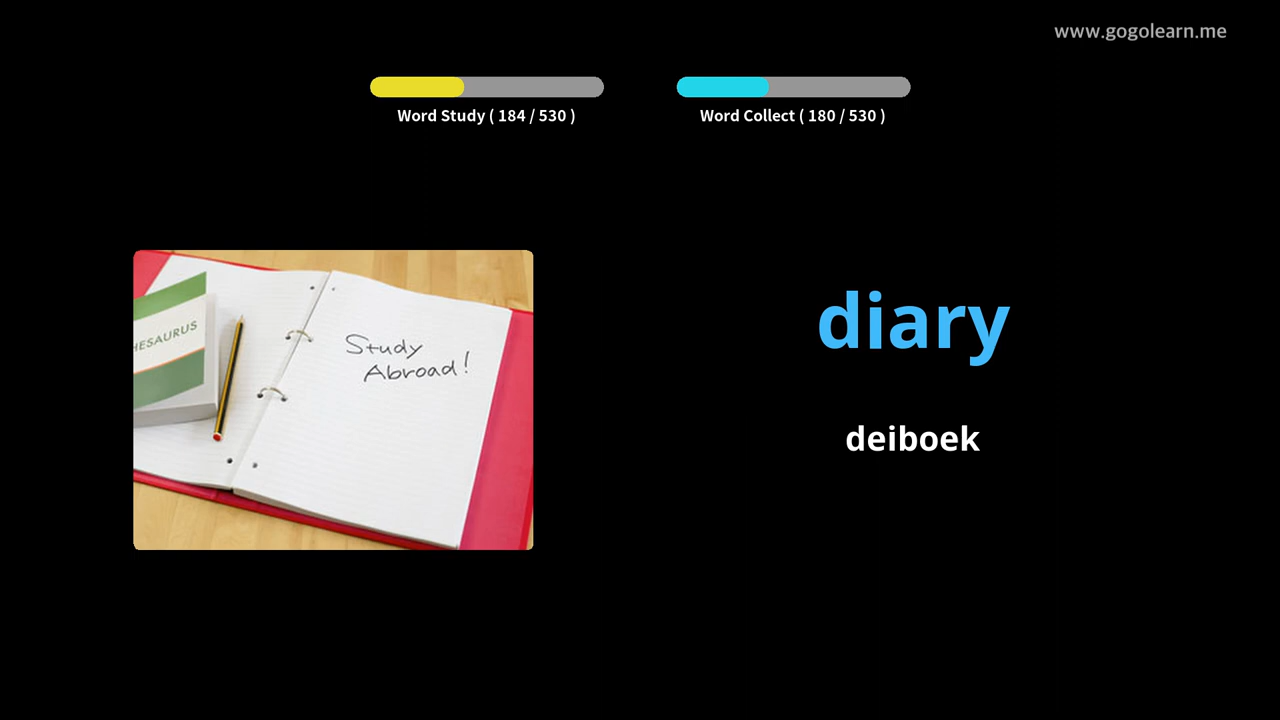 www.gogolearn.me
Word Study ( 184 / 530 )
Word Collect ( 180 / 530 )
HESAURUS
Study
Abroad!
diary
deiboek